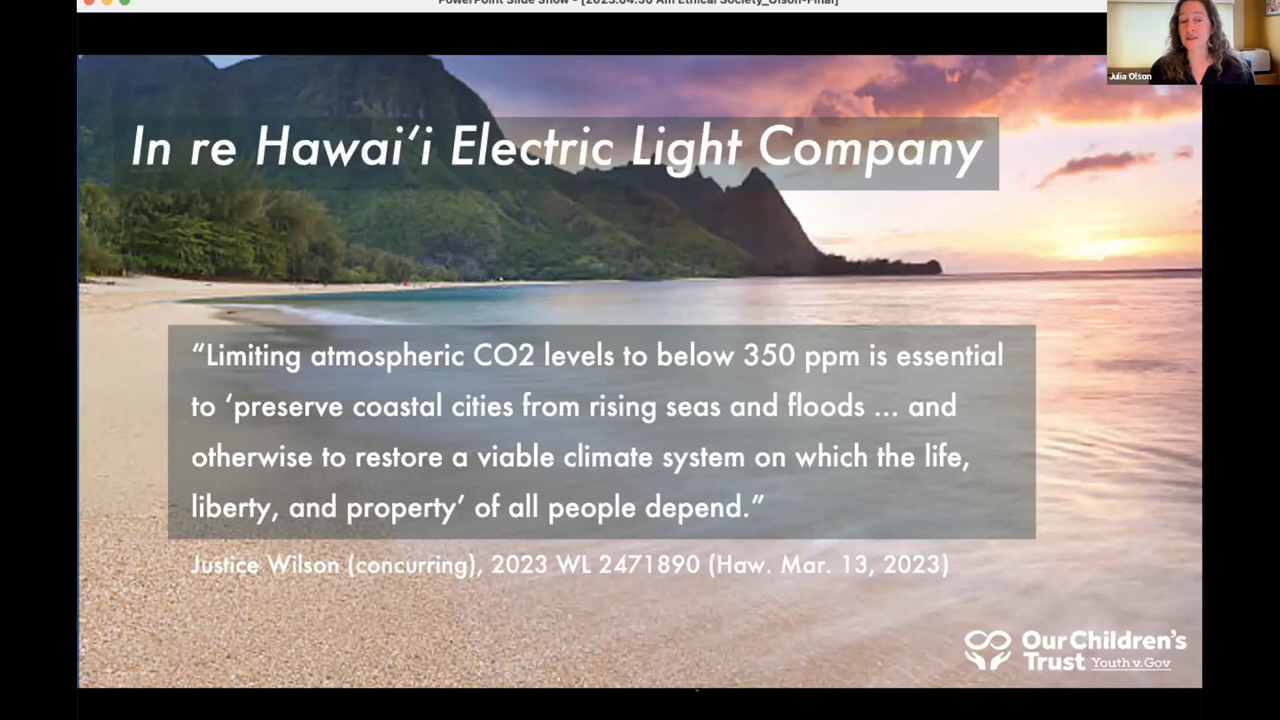 PowerPoint Slide Show - [2023.04.30 Am Ethical Society_Olson-Final]
Julia Olson
In re Hawai‘i Electric Light Company
“Limiting atmospheric CO2 levels to below 350 ppm is essential
to ‘preserve coastal cities from rising seas and floods ... and
otherwise to restore a viable climate system on which the life,
liberty, and property’ of all people depend.”
Justice Wilson (concurring), 2023 WL 2471890 (Haw. Mar. 13, 2023)
Our Children's
Trust Youth v. Gov